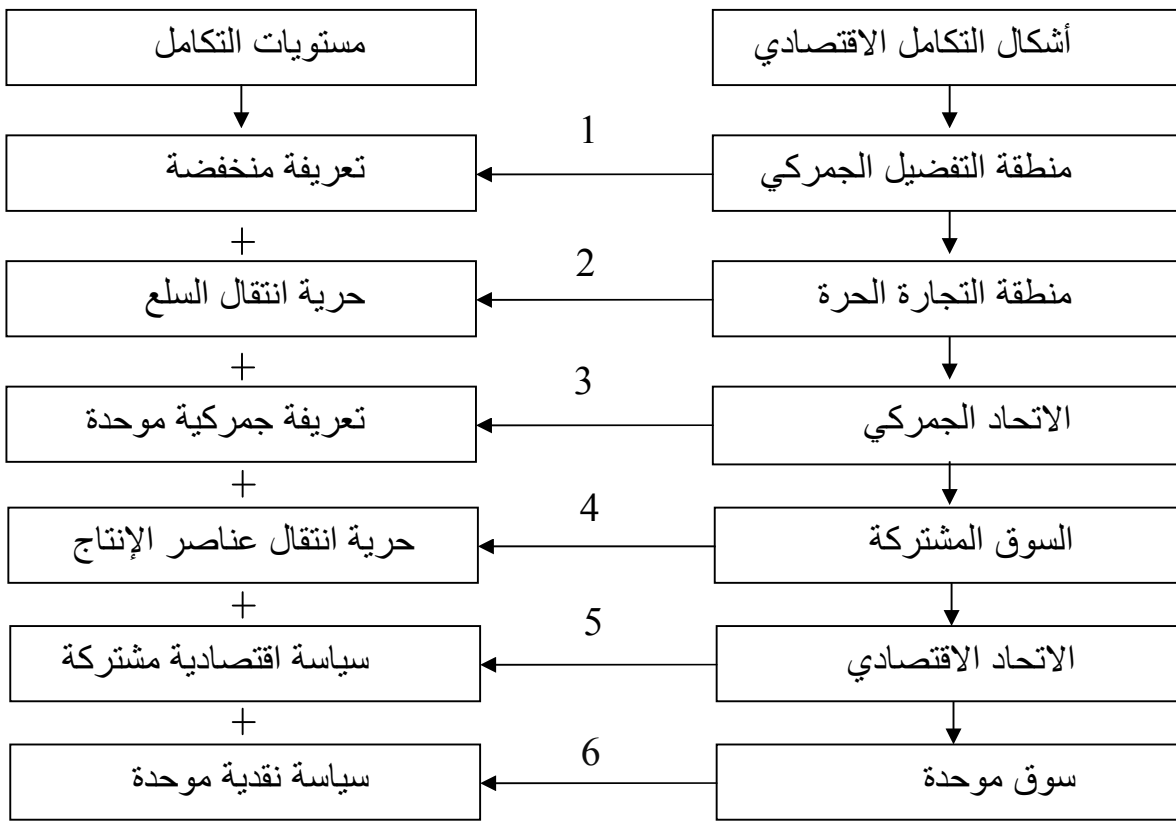 أشكال التكامل الاقتصادي
مستويات التكامل
منطقة التفضيل الجمركي
1
تعريفة منخفضة
+
منطقة التجارة الحرة
2
حرية انتقال السلع
+
الاتحاد الجمركي
3
تعريفة جمركية موحدة
+
السوق المشتركة
4
حرية انتقال عناصر الإنتاج
+
الاتحاد الاقتصادي
5
سياسة اقتصادية مشتركة
+
سوق موحدة
6
سياسة نقدية موحدة